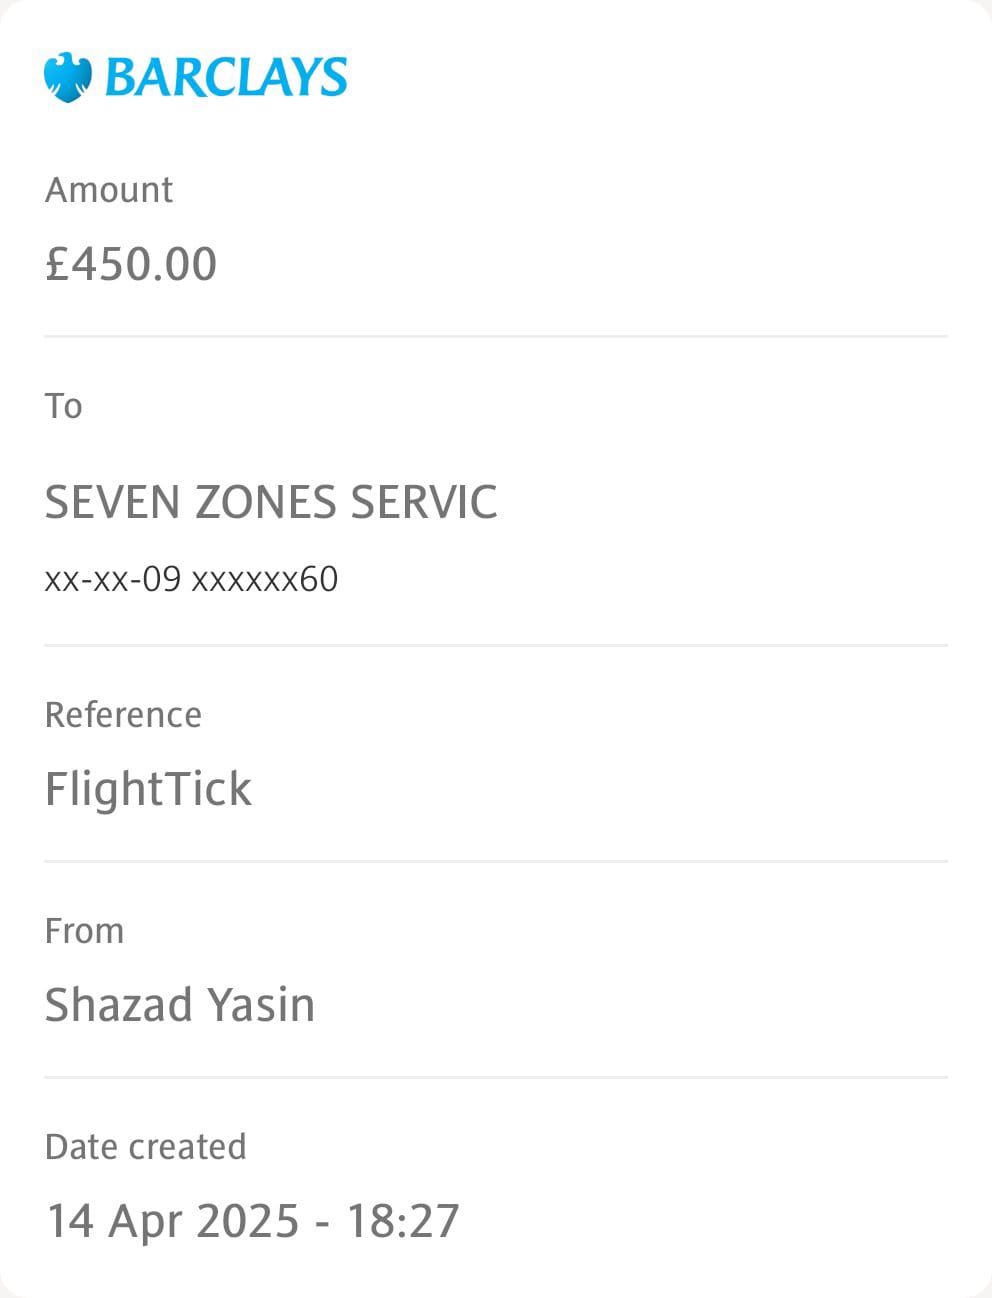 BARCLAYS
Amount
£450.00
To
SEVEN ZONES SERVIC
xx-xx-09 xxxxxx60
Reference
FlightTick
From
Shazad Yasin
Date created
14 Apr 2025 - 18:27